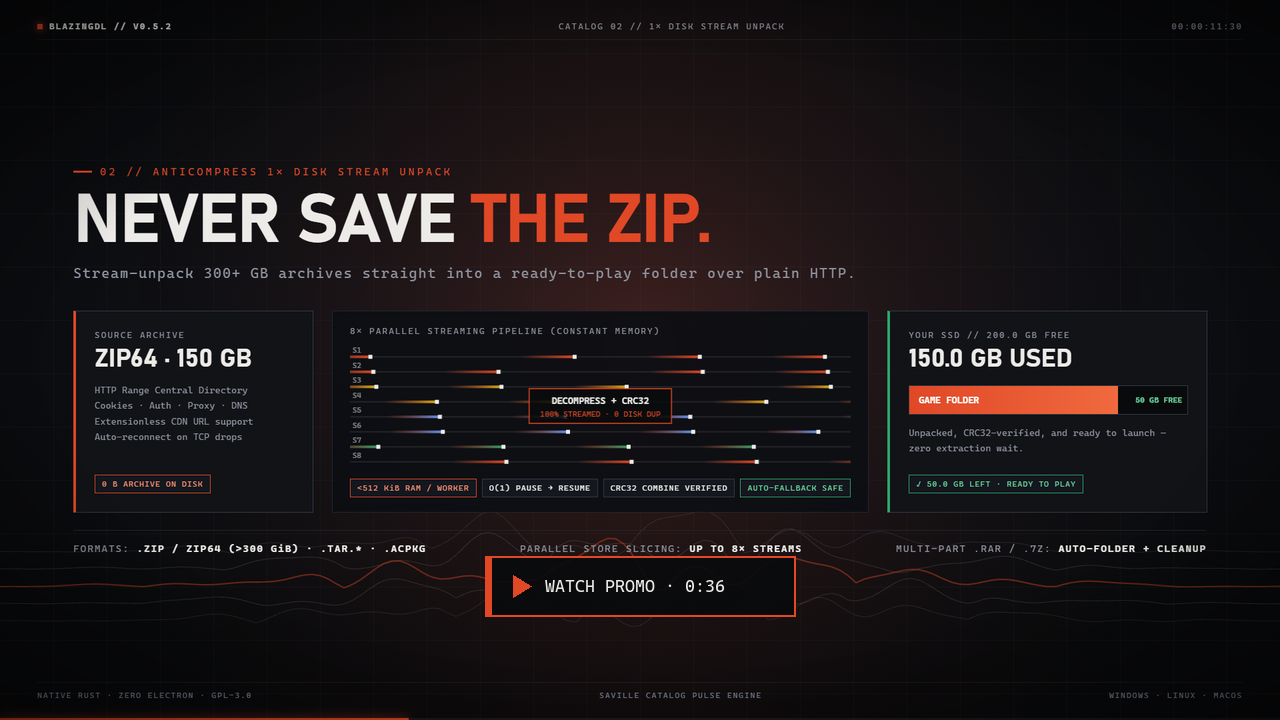 BLAZINGDL // V0.5.2
CATALOG 02 // 1× DISK STREAM UNPACK
00:00:11:30
02 // ANTICOMPRESS 1× DISK STREAM UNPACK
NEVER SAVE THE ZIP.
Stream-unpack 300+ GB archives straight into a ready-to-play folder over plain HTTP.
SOURCE ARCHIVE
ZIP64 · 150 GB
HTTP Range Central Directory
Cookies · Auth · Proxy · DNS
Extensionless CDN URL support
Auto-reconnect on TCP drops
0 B ARCHIVE ON DISK
8× PARALLEL STREAMING PIPELINE (CONSTANT MEMORY)
S1
S2
S3
S4
S5
S6
S7
S8
DECOMPRESS + CRC32
100% STREAMED · 0 DISK DUP
<512 KiB RAM / WORKER
O(1) PAUSE → RESUME
CRC32 COMBINE VERIFIED
AUTO-FALLBACK SAFE
YOUR SSD // 200.0 GB FREE
150.0 GB USED
GAME FOLDER
50 GB FREE
Unpacked, CRC32-verified, and ready to launch —
zero extraction wait.
✓ 50.0 GB LEFT · READY TO PLAY
FORMATS: .ZIP / ZIP64 (>300 GiB) · .TAR.* · .ACPKG
PARALLEL STORE SLICING: UP TO 8× STREAMS
MULTI-PART .RAR / .7Z: AUTO-FOLDER + CLEANUP
WATCH PROMO · 0:36
NATIVE RUST · ZERO ELECTRON · GPL-3.0
SAVILLE CATALOG PULSE ENGINE
WINDOWS · LINUX · MACOS